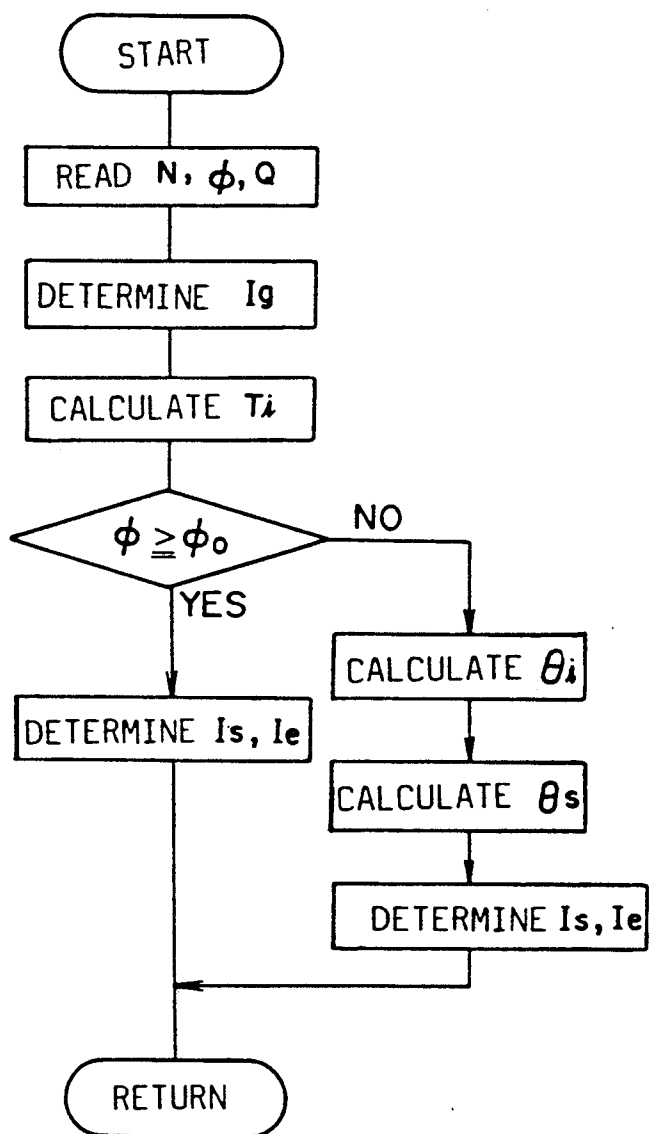 START
READ N, ϕ, Q
DETERMINE Ig
CALCULATE Ti
ϕ ≧ ϕo
NO
YES
CALCULATE θi
DETERMINE Is, Ie
CALCULATE θs
DETERMINE Is, Ie
RETURN